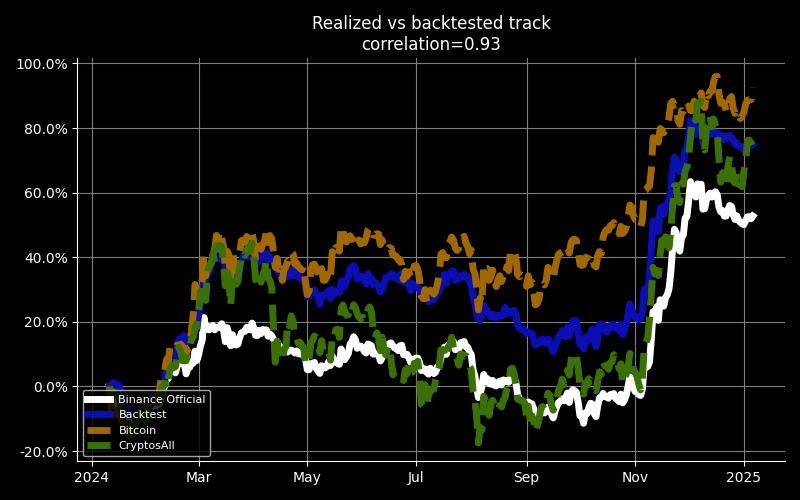 Realized vs backtested track
correlation=0.93
100.0%
80.0%
60.0%
40.0%
20.0%
0.0%
-20.0%
Binance Official
Backtest
Bitcoin
CryptosAll
2024
Mar
May
Jul
Sep
Nov
2025